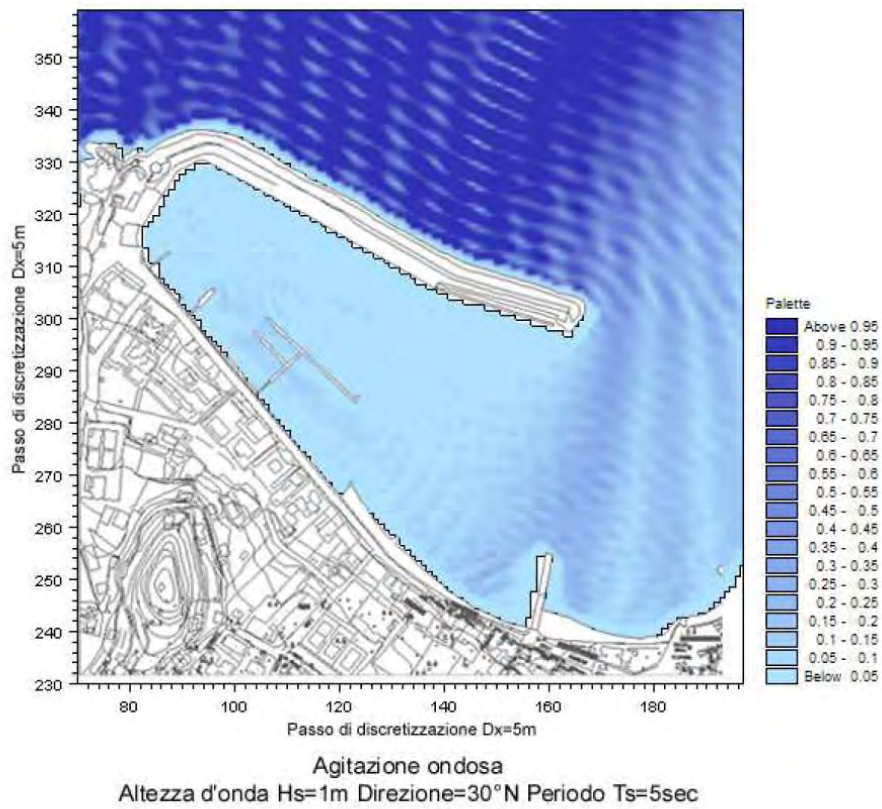 350
340
330
320
310
300
290
280
270
260
250
240
230
Passo di discretizzazione Dx=5m
80 100 120 140 160 180
Passo di discretizzazione Dx=5m
Palette
Above 0.95
0.9 - 0.95
0.85 - 0.9
0.8 - 0.85
0.75 - 0.8
0.7 - 0.75
0.65 - 0.7
0.6 - 0.65
0.55 - 0.6
0.5 - 0.55
0.45 - 0.5
0.4 - 0.45
0.35 - 0.4
0.3 - 0.35
0.25 - 0.3
0.2 - 0.25
0.15 - 0.2
0.1 - 0.15
0.05 - 0.1
Below 0.05
Agitazione ondosa
Altezza d'onda Hs=1m Direzione=30°N Periodo Ts=5sec